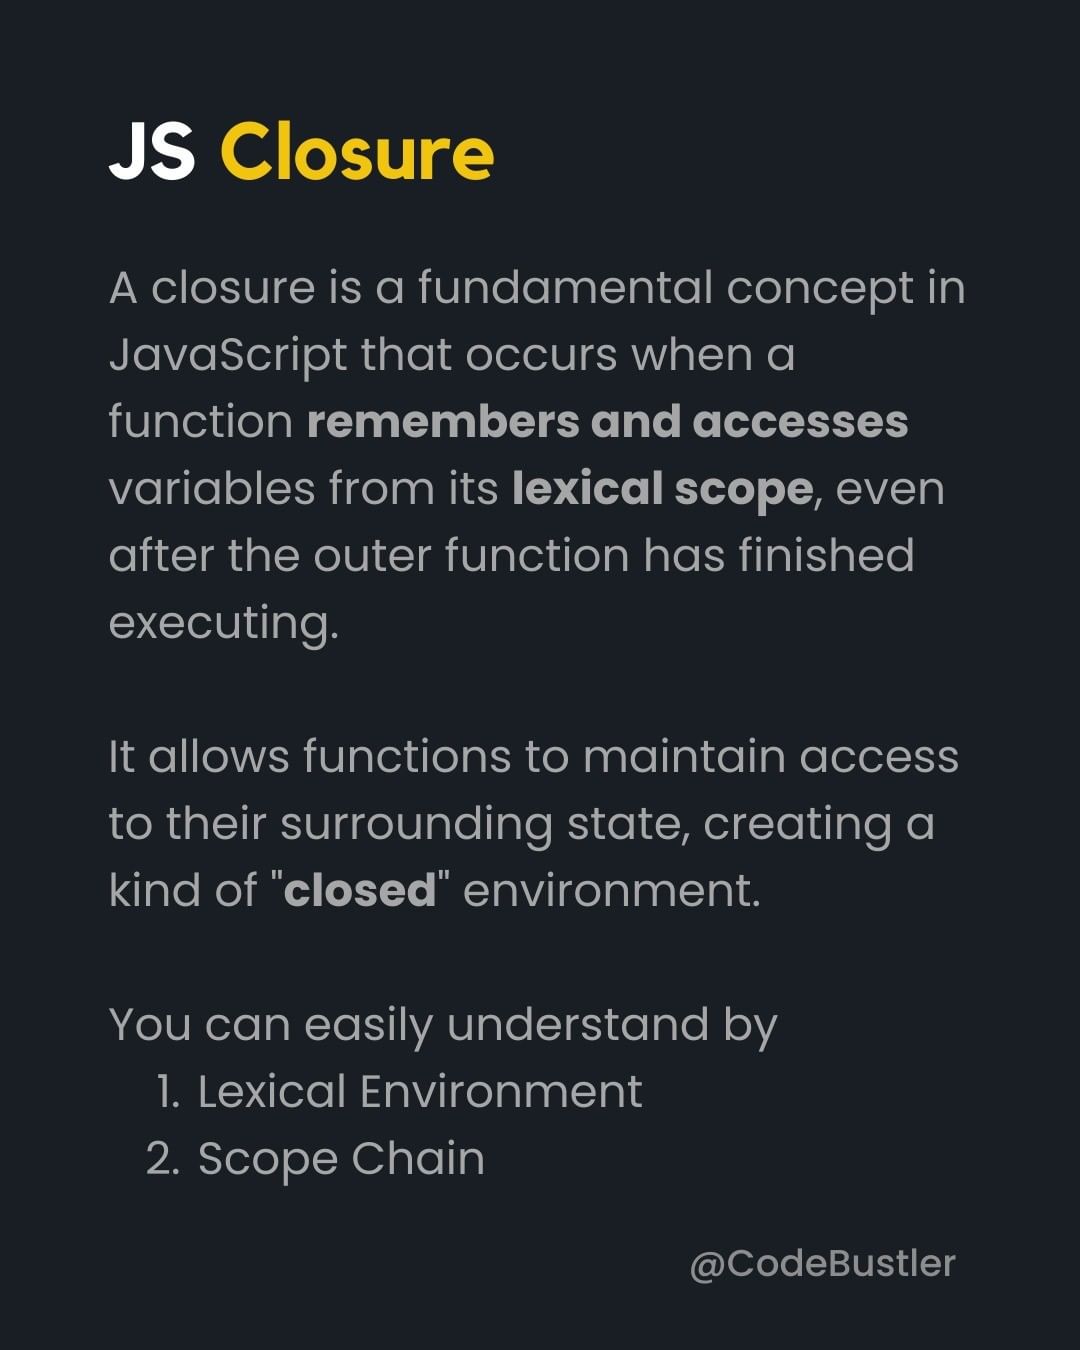 JS Closure
A closure is a fundamental concept in
JavaScript that occurs when a
function remembers and accesses
variables from its lexical scope, even
after the outer function has finished
executing.
It allows functions to maintain access
to their surrounding state, creating a
kind of "closed" environment.
You can easily understand by
1. Lexical Environment
2. Scope Chain
@CodeBustler